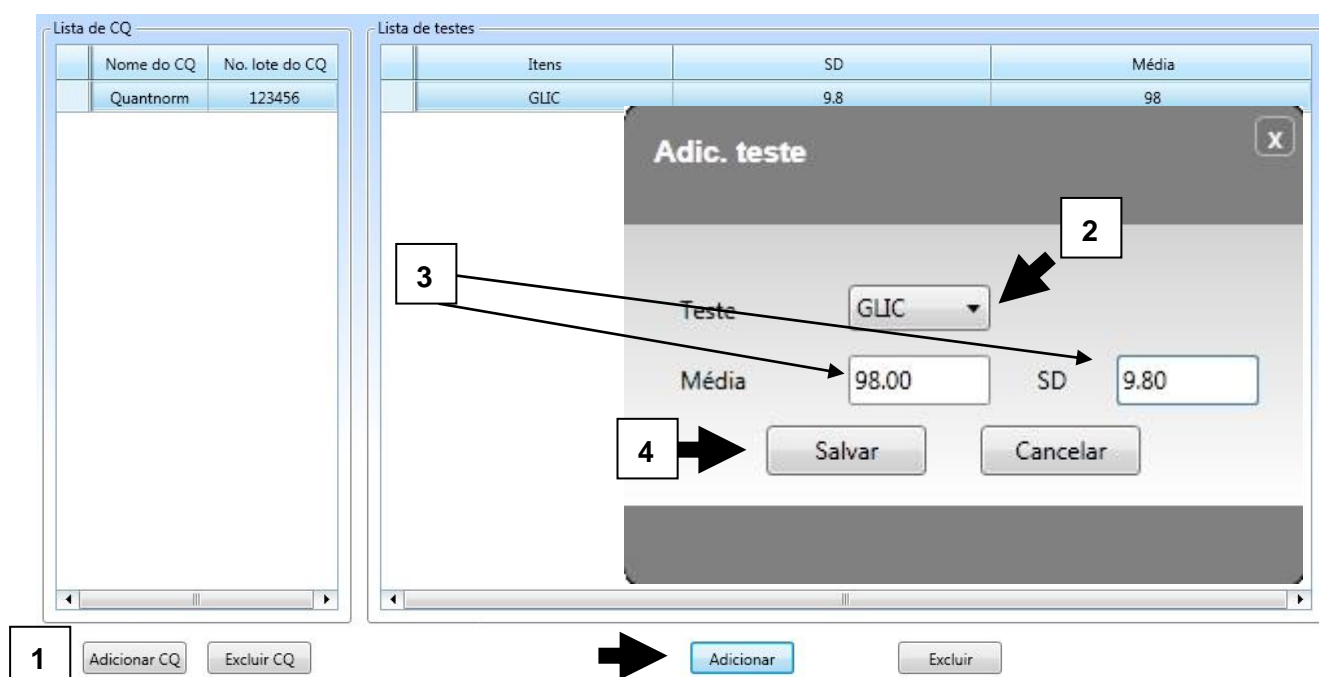 Lista de CQ
Nome do CQ No. lote do CQ
Quantnorm 123456
Lista de testes
Itens SD Média
GLIC 9.8 98
Adic. teste x
2
3
Teste GLIC
Média 98.00 SD 9.80
4 Salvar Cancelar
1 Adicionar CQ Excluir CQ Adicionar Excluir